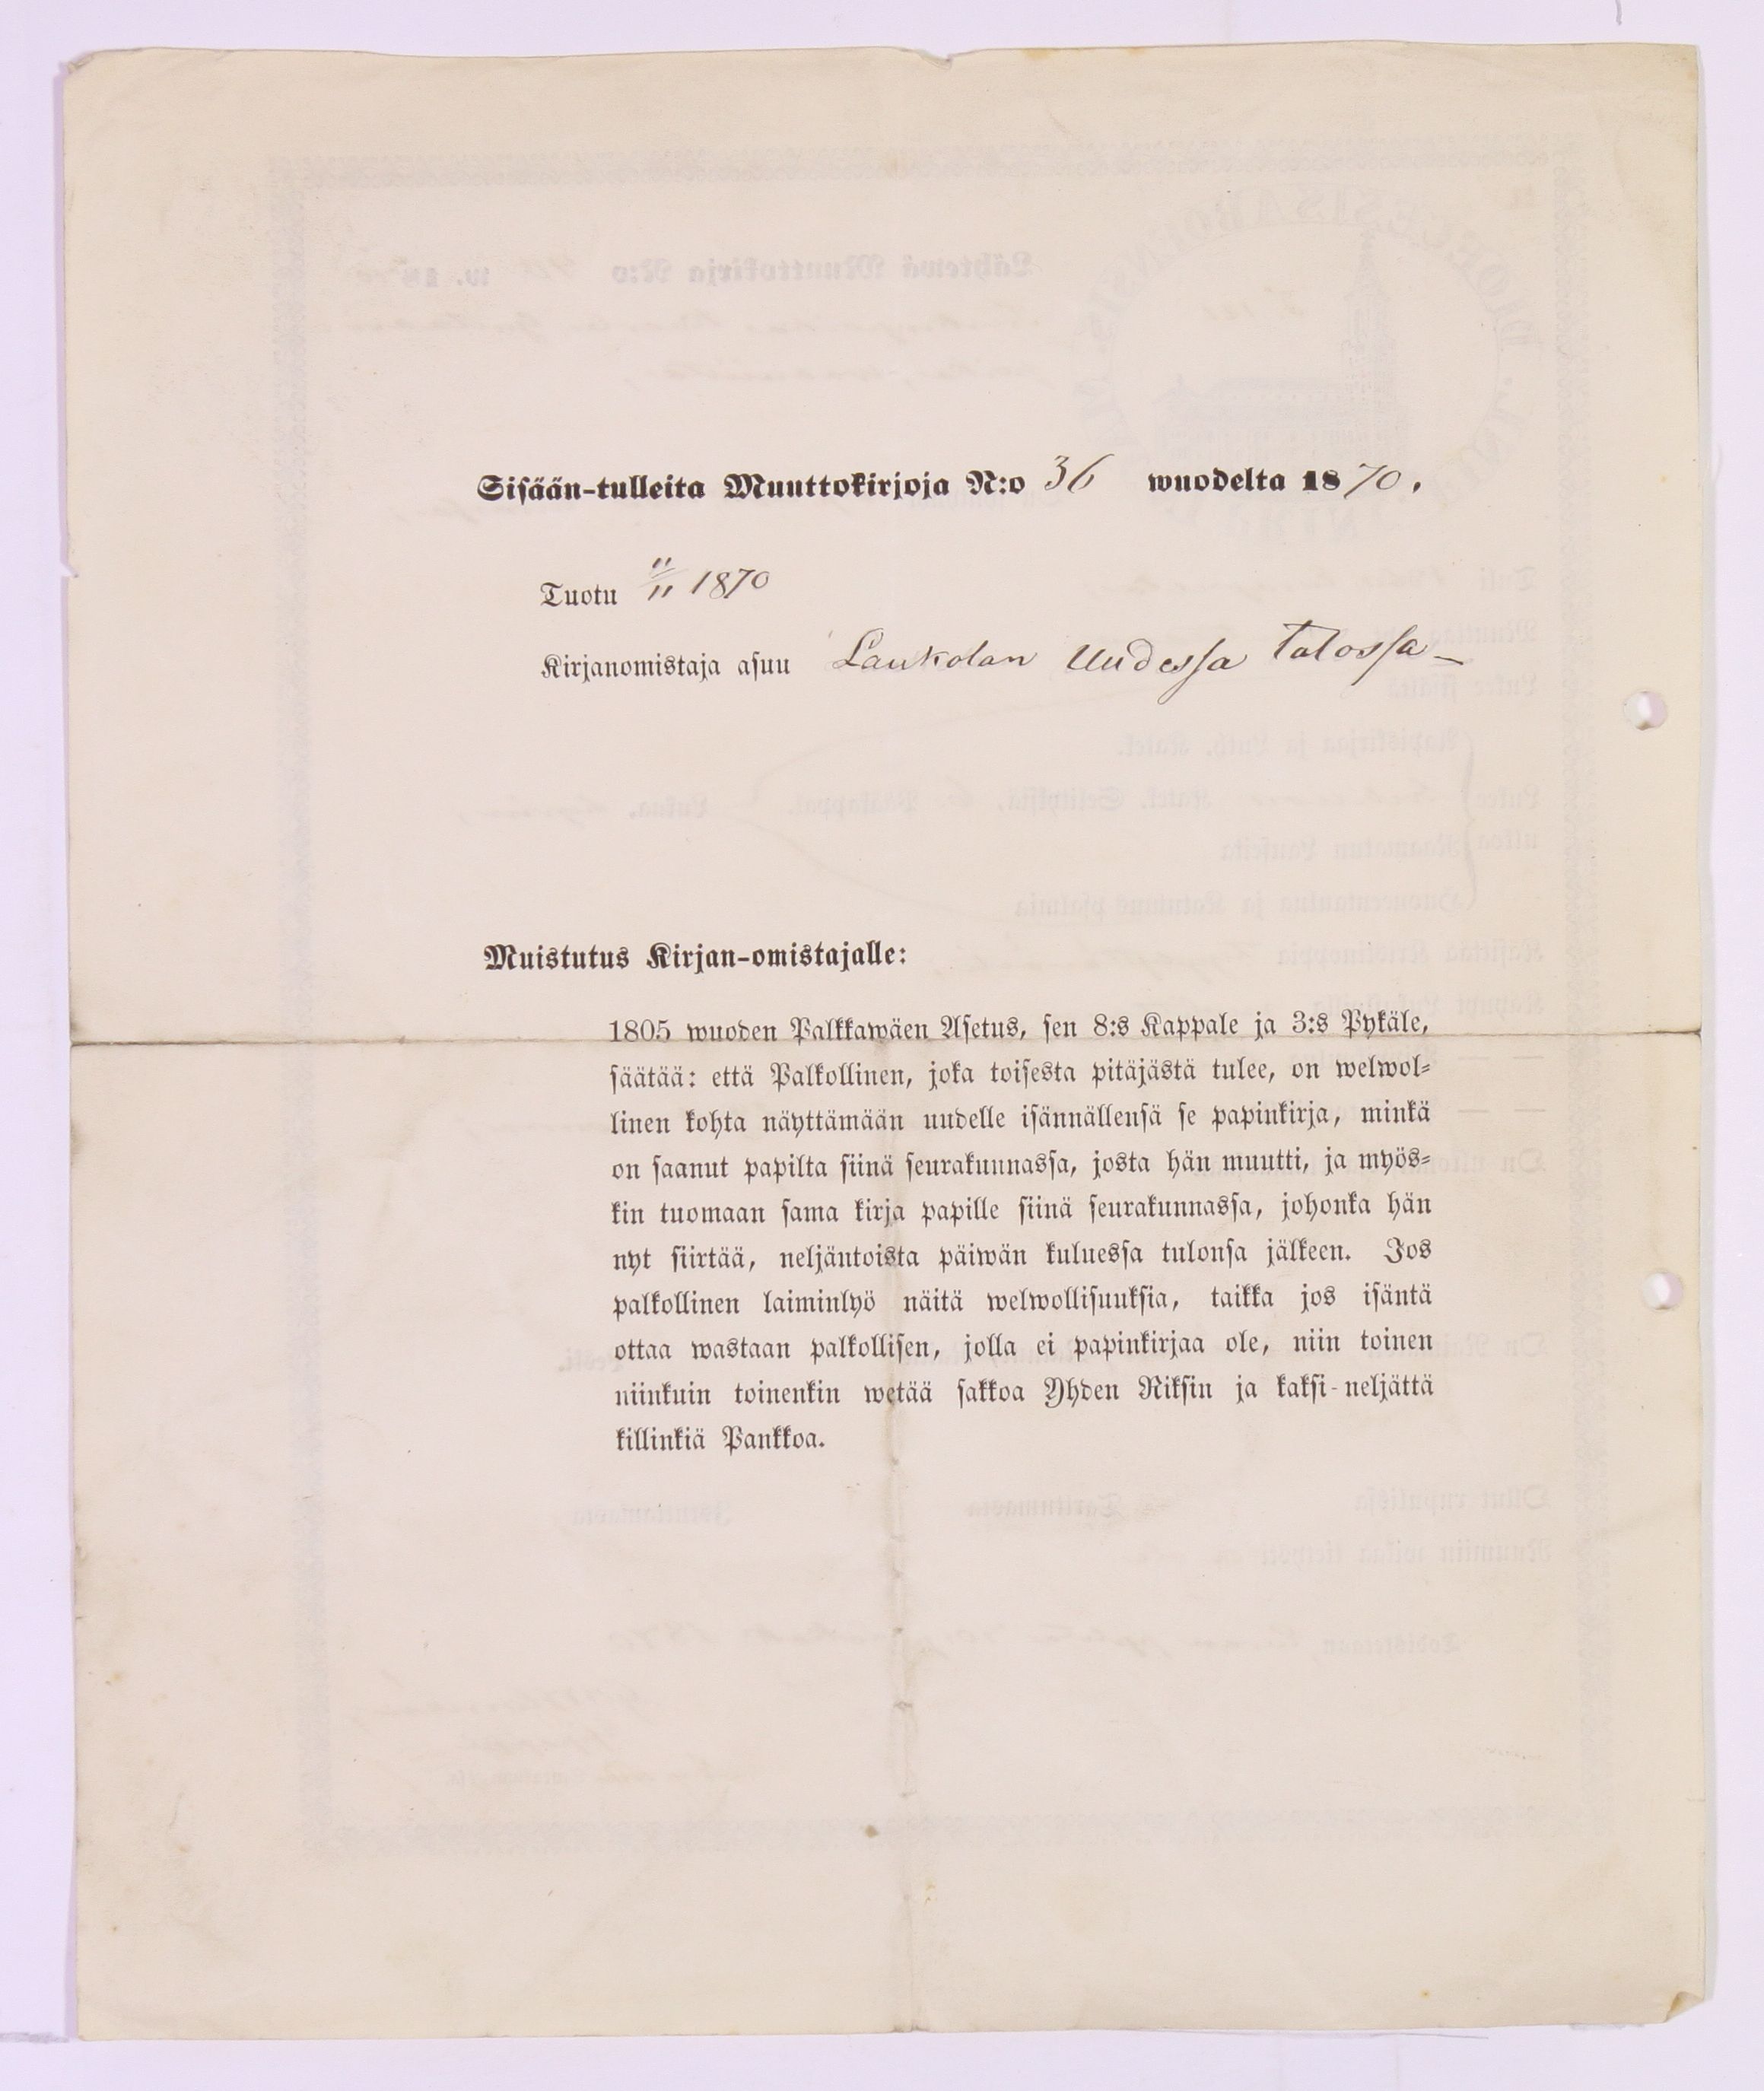 Sisään-tulleita Muuttokirjoja N:o 36 wuodelta 1870.
Tuotu 11/11 1870
Kirjanomistaja asuu Laukolan Uudessa Talossa –
Muistutus Kirjan-omistajalle:
1805 wuoden Palkkawäen Asetus, sen 8:s Kappale ja 3:s Pykäle,
säätää: että Palkollinen, joka toisesta pitäjästä tulee, on welwol-
linen kohta näyttämään uudelle isännällensä se papinkirja, minkä
on saanut papilta siinä seurakunnassa, josta hän muutti, ja myös-
kin tuomaan sama kirja papille siinä seurakunnassa, johonka hän
nyt siirtää, neljäntoista päiwän kuluessa tulonsa jälkeen. Jos
palkollinen laiminlyö näitä welwollisuuksia, taikka jos isäntä
ottaa wastaan palkollisen, jolla ei papinkirjaa ole, niin toinen
niinkuin toinenkin wetää sakkoa Yhden Riksin ja kaksi-neljättä
killinkiä Pankkoa.